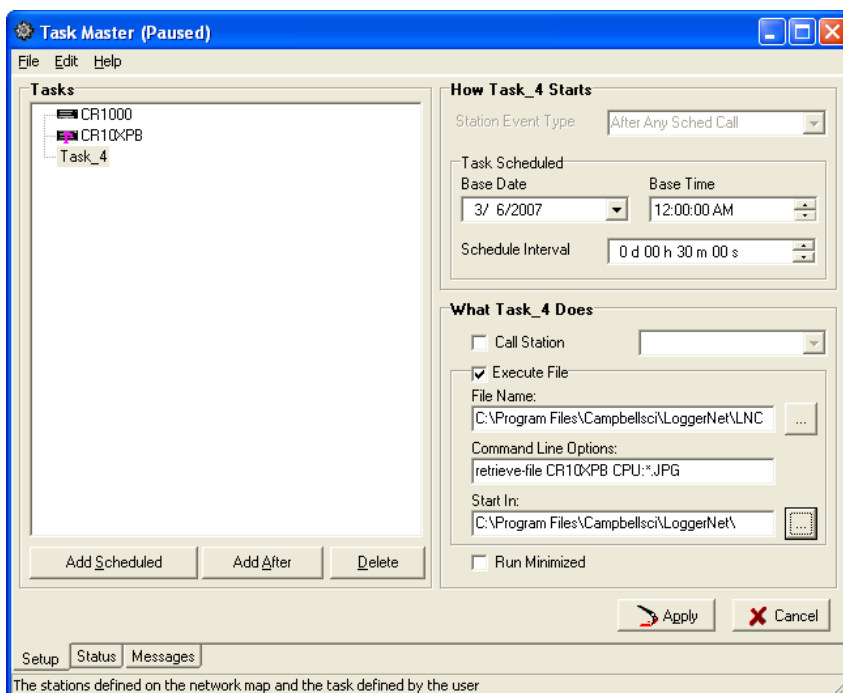 Task Master (Paused)
File Edit Help
Tasks
CR1000
CR10XPB
Task_4
Add Scheduled
Add After
Delete
How Task_4 Starts
Station Event Type
After Any Sched Call
Task Scheduled
Base Date
Base Time
3/ 6/2007
12:00:00 AM
Schedule Interval
0 d 00 h 30 m 00 s
What Task_4 Does
Call Station
Execute File
File Name:
C:\Program Files\Campbellsci\LoggerNet\LNC
...
Command Line Options:
retrieve-file CR10XPB CPU:*.JPG
Start In:
C:\Program Files\Campbellsci\LoggerNet\
...
Run Minimized
Apply
Cancel
Setup
Status
Messages
The stations defined on the network map and the task defined by the user